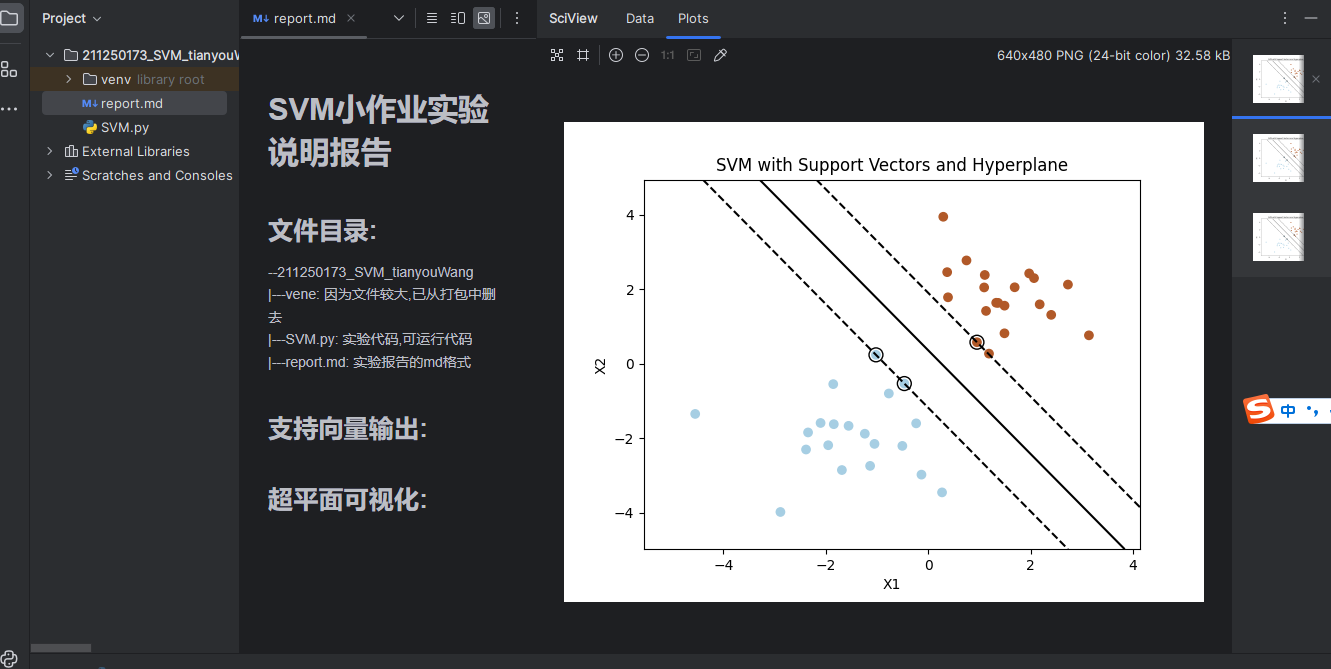 Project
M↓ report.md
SciView
Data
Plots
211250173_SVM_tianyouW
venv library root
M↓ report.md
SVM.py
External Libraries
Scratches and Consoles
SVM小作业实验
说明报告
文件目录:
--211250173_SVM_tianyouWang
|---vene: 因为文件较大,已从打包中删
去
|---SVM.py: 实验代码,可运行代码
|---report.md: 实验报告的md格式
支持向量输出:
超平面可视化:
1:1
640x480 PNG (24-bit color) 32.58 kB
SVM with Support Vectors and Hyperplane
4
2
0
−2
−4
X2
−4
−2
0
2
4
X1
S 中 •,